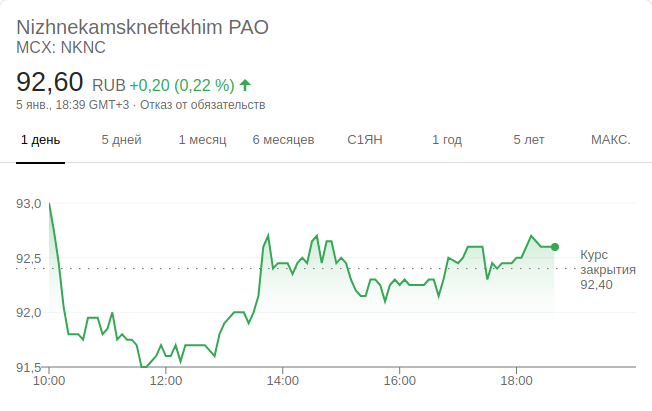 Nizhnekamskneftekhim PAO
MCX: NKNC
92,60 RUB +0,20 (0,22 %)
5 янв., 18:39 GMT+3 · Отказ от обязательств
1 день 5 дней 1 месяц 6 месяцев С1ЯН 1 год 5 лет МАКС.
93,0
92,5
92,0
91,5
Курс
закрытия
92,40
10:00 12:00 14:00 16:00 18:00